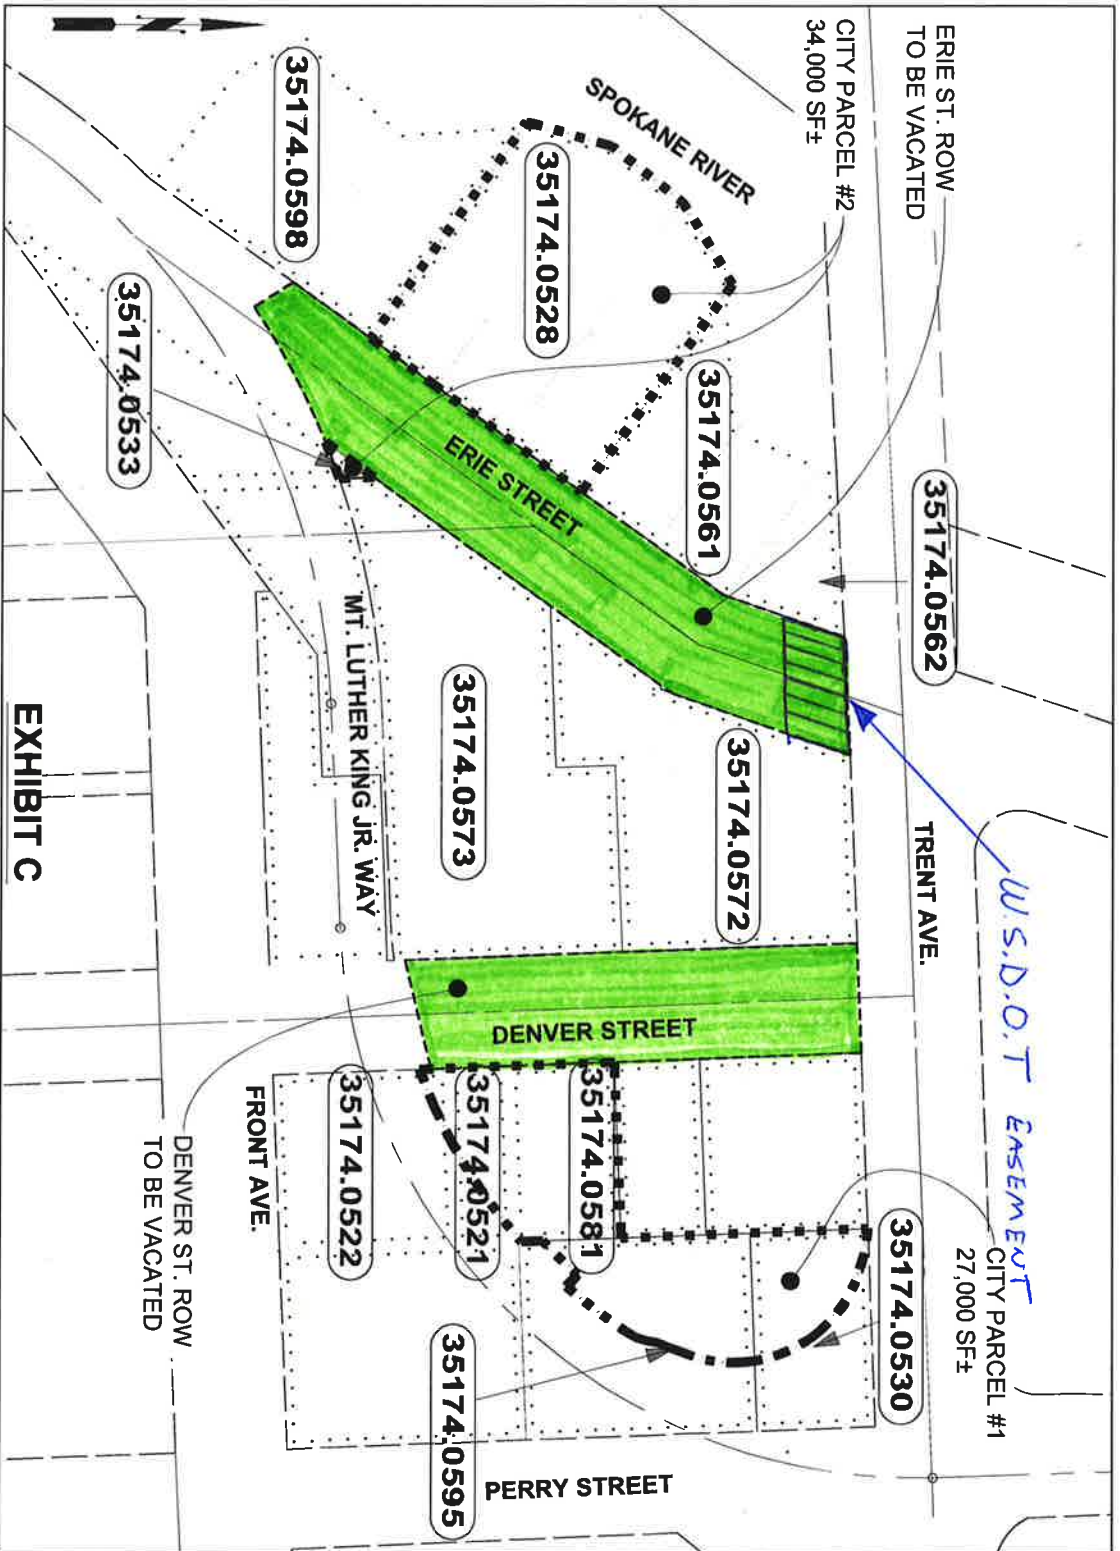 ERIE ST. ROW
TO BE VACATED
CITY PARCEL #2
34,000 SF±
SPOKANE RIVER
35174.0562
TRENT AVE.
W.S.D.O.T EASEMENT
CITY PARCEL #1
27,000 SF±
35174.0598
35174.0528
35174.0561
35174.0572
35174.0530
35174.0533
ERIE STREET
35174.0573
DENVER STREET
35174.0581
35174.0521
35174.0522
35174.0595
MT. LUTHER KING JR. WAY
FRONT AVE.
PERRY STREET
DENVER ST. ROW
TO BE VACATED
EXHIBIT C